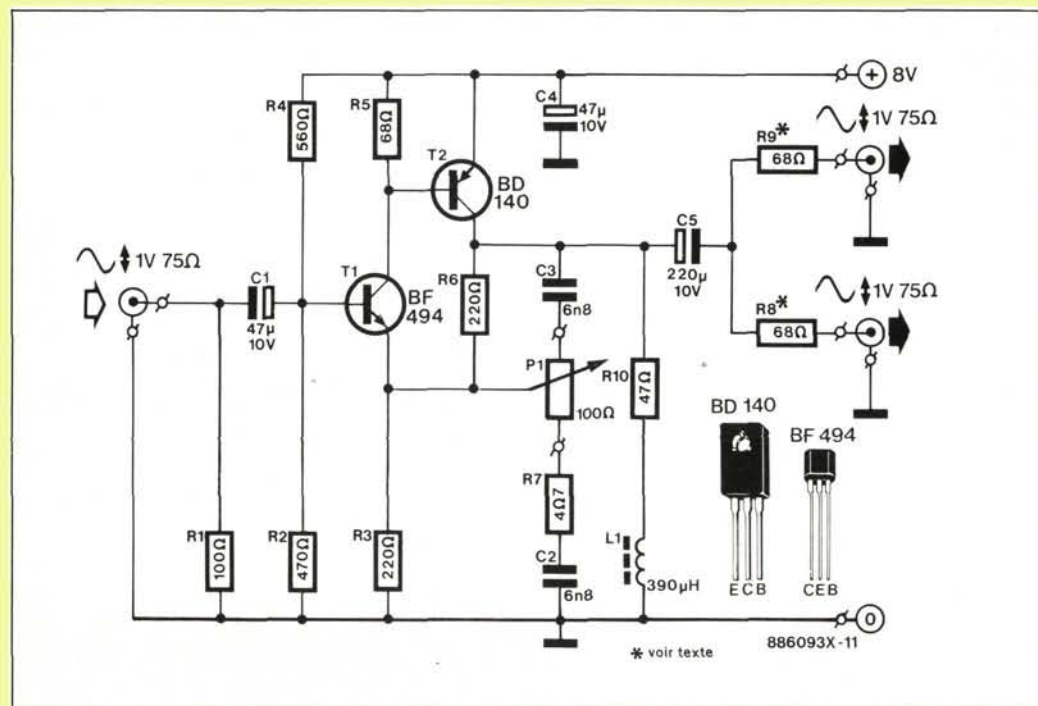 8V
1V 75Ω
R4
560Ω
R5
68Ω
C4
47µ
10V
R9*
68Ω
T2
BD
140
C5
220µ
10V
1V 75Ω
R8*
68Ω
1V 75Ω
C1
47µ
10V
T1
BF
494
R6
220Ω
C3
6n8
P1
100Ω
R10
47Ω
BD 140
BF 494
R7
4Ω7
R1
100Ω
R2
470Ω
R3
220Ω
C2
6n8
L1
390µH
E C B
C E B
0
886093X-11
* voir texte